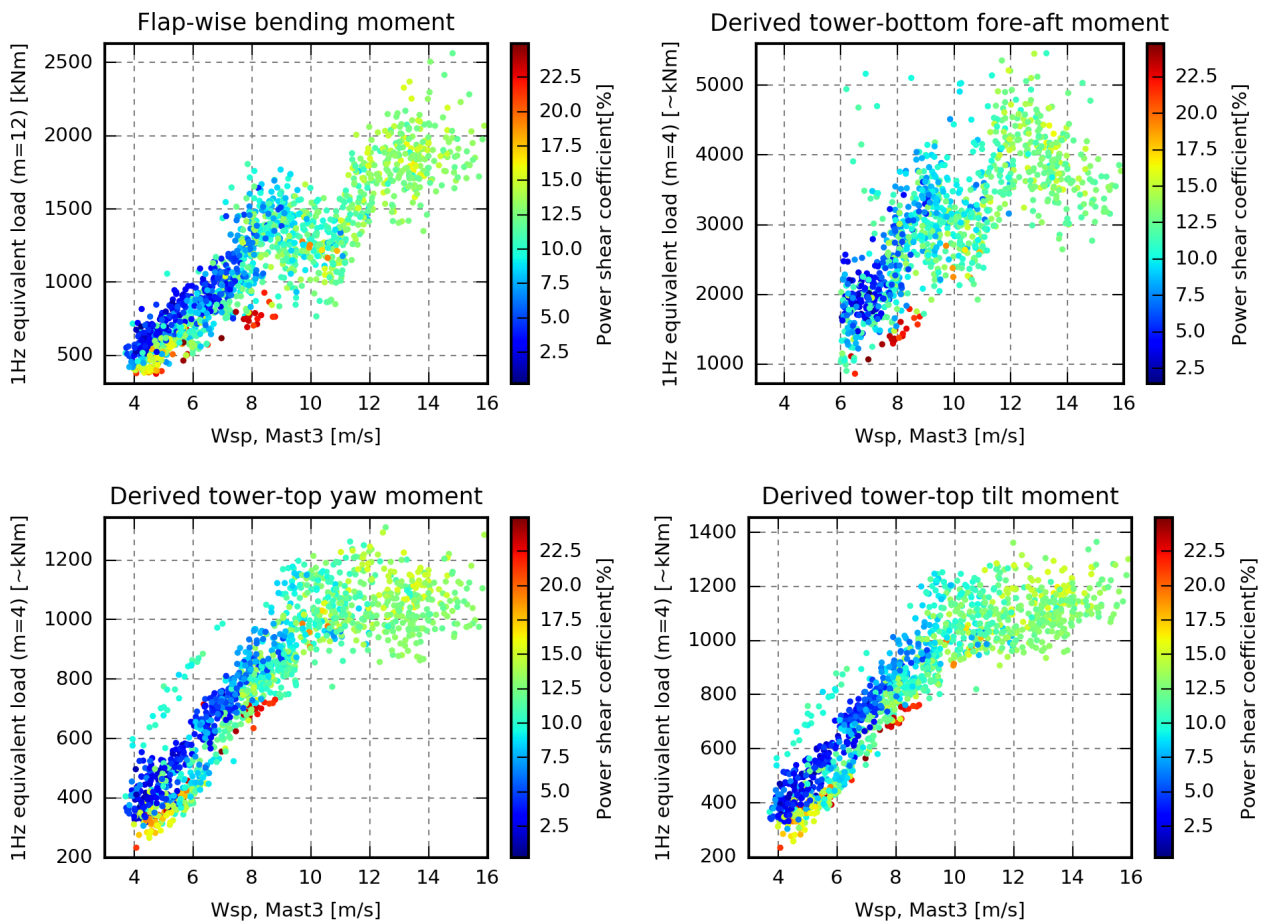 Flap-wise bending moment
1Hz equivalent load (m=12) [kNm]
2500
2000
1500
1000
500
4 6 8 10 12 14 16
Wsp, Mast3 [m/s]
22.5
20.0
17.5
15.0
12.5
10.0
7.5
5.0
2.5
Power shear coefficient[%]
Derived tower-bottom fore-aft moment
1Hz equivalent load (m=4) [~kNm]
5000
4000
3000
2000
1000
4 6 8 10 12 14 16
Wsp, Mast3 [m/s]
22.5
20.0
17.5
15.0
12.5
10.0
7.5
5.0
2.5
Power shear coefficient[%]
Derived tower-top yaw moment
1Hz equivalent load (m=4) [~kNm]
1200
1000
800
600
400
200
4 6 8 10 12 14 16
Wsp, Mast3 [m/s]
22.5
20.0
17.5
15.0
12.5
10.0
7.5
5.0
2.5
Power shear coefficient[%]
Derived tower-top tilt moment
1Hz equivalent load (m=4) [~kNm]
1400
1200
1000
800
600
400
200
4 6 8 10 12 14 16
Wsp, Mast3 [m/s]
22.5
20.0
17.5
15.0
12.5
10.0
7.5
5.0
2.5
Power shear coefficient[%]